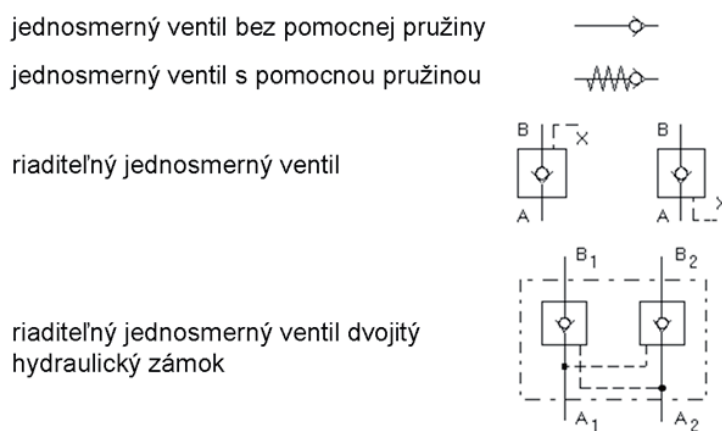 jednosmerný ventil bez pomocnej pružiny
jednosmerný ventil s pomocnou pružinou
B X B
riaditeľný jednosmerný ventil
A A X
B1 B2
riaditeľný jednosmerný ventil dvojitý
hydraulický zámok
A1 A2